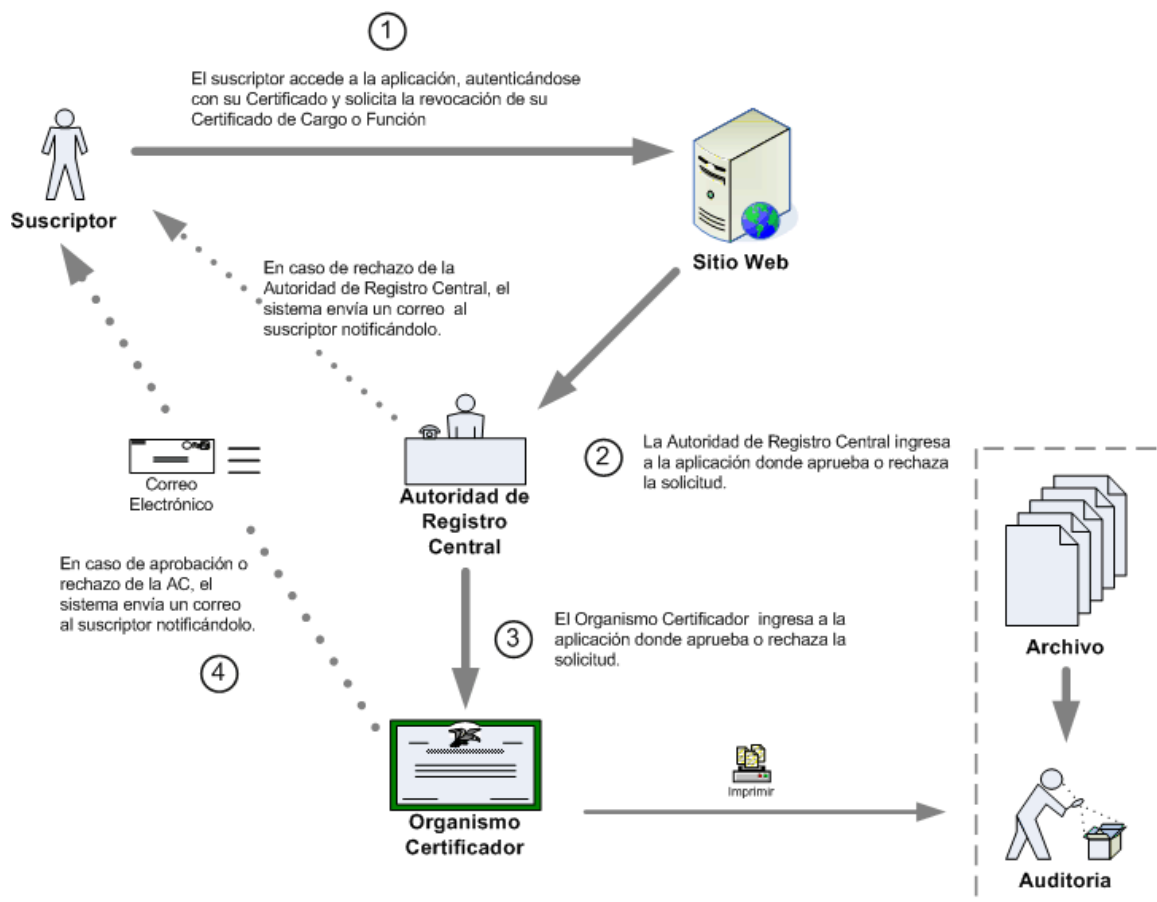 1
El suscriptor accede a la aplicación, autenticándose
con su Certificado y solicita la revocación de su
Certificado de Cargo o Función
Suscriptor
Sitio Web
En caso de rechazo de la
Autoridad de Registro Central, el
sistema envía un correo al
suscriptor notificándolo.
2
La Autoridad de Registro Central ingresa
a la aplicación donde aprueba o rechaza
la solicitud.
Correo
Electrónico
Autoridad de
Registro
Central
En caso de aprobación o
rechazo de la AC, el
sistema envía un correo
al suscriptor notificándolo.
4
3
El Organismo Certificador ingresa a la
aplicación donde aprueba o rechaza la
solicitud.
Archivo
Organismo
Certificador
Imprimir
Auditoria